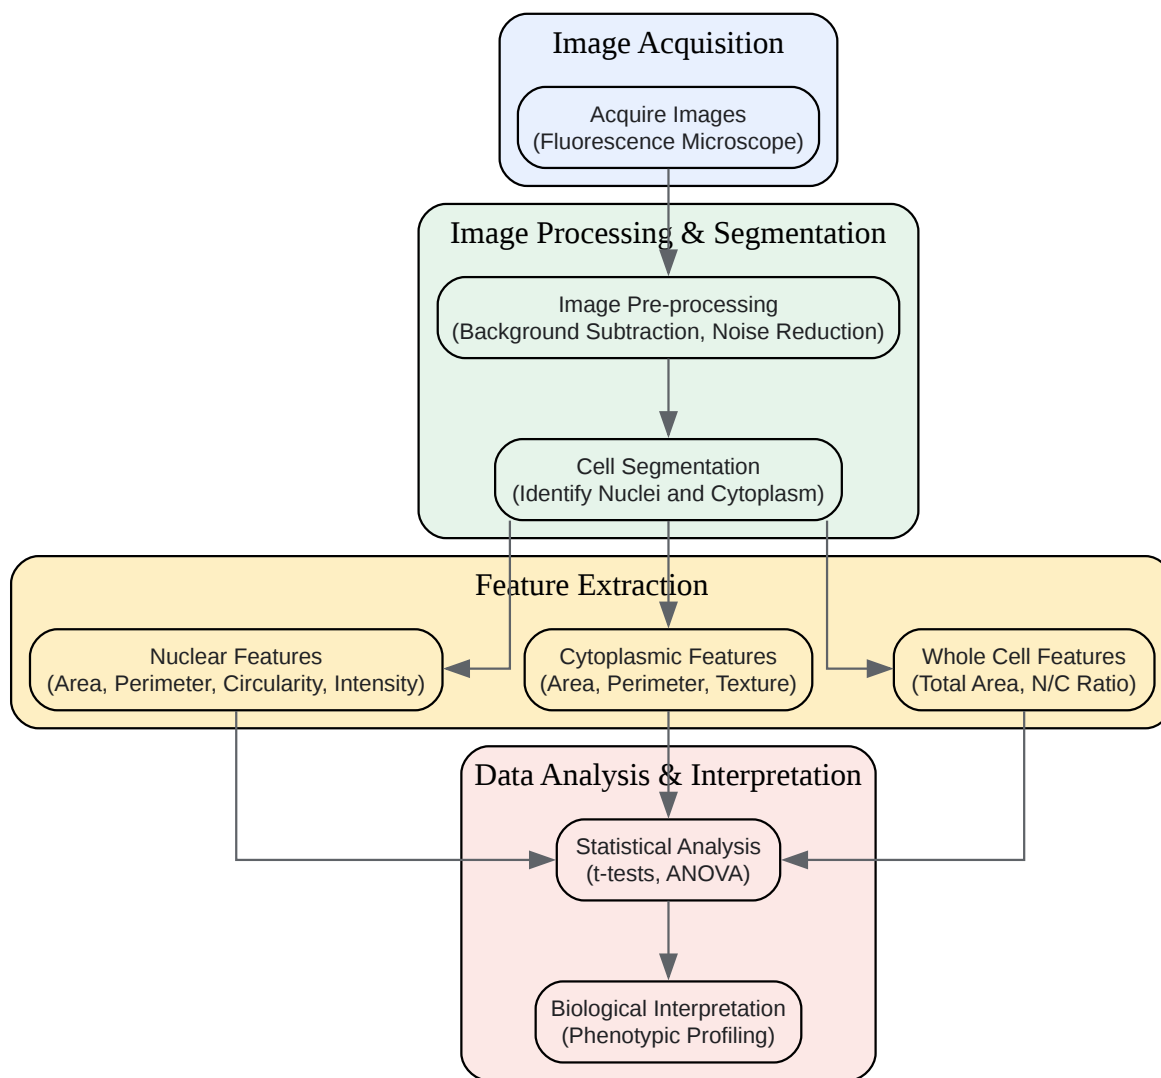 Image Acquisition
Acquire Images
(Fluorescence Microscope)
Image Processing & Segmentation
Image Pre-processing
(Background Subtraction, Noise Reduction)
Cell Segmentation
(Identify Nuclei and Cytoplasm)
Feature Extraction
Nuclear Features
(Area, Perimeter, Circularity, Intensity)
Cytoplasmic Features
(Area, Perimeter, Texture)
Whole Cell Features
(Total Area, N/C Ratio)
Data Analysis & Interpretation
Statistical Analysis
(t-tests, ANOVA)
Biological Interpretation
(Phenotypic Profiling)